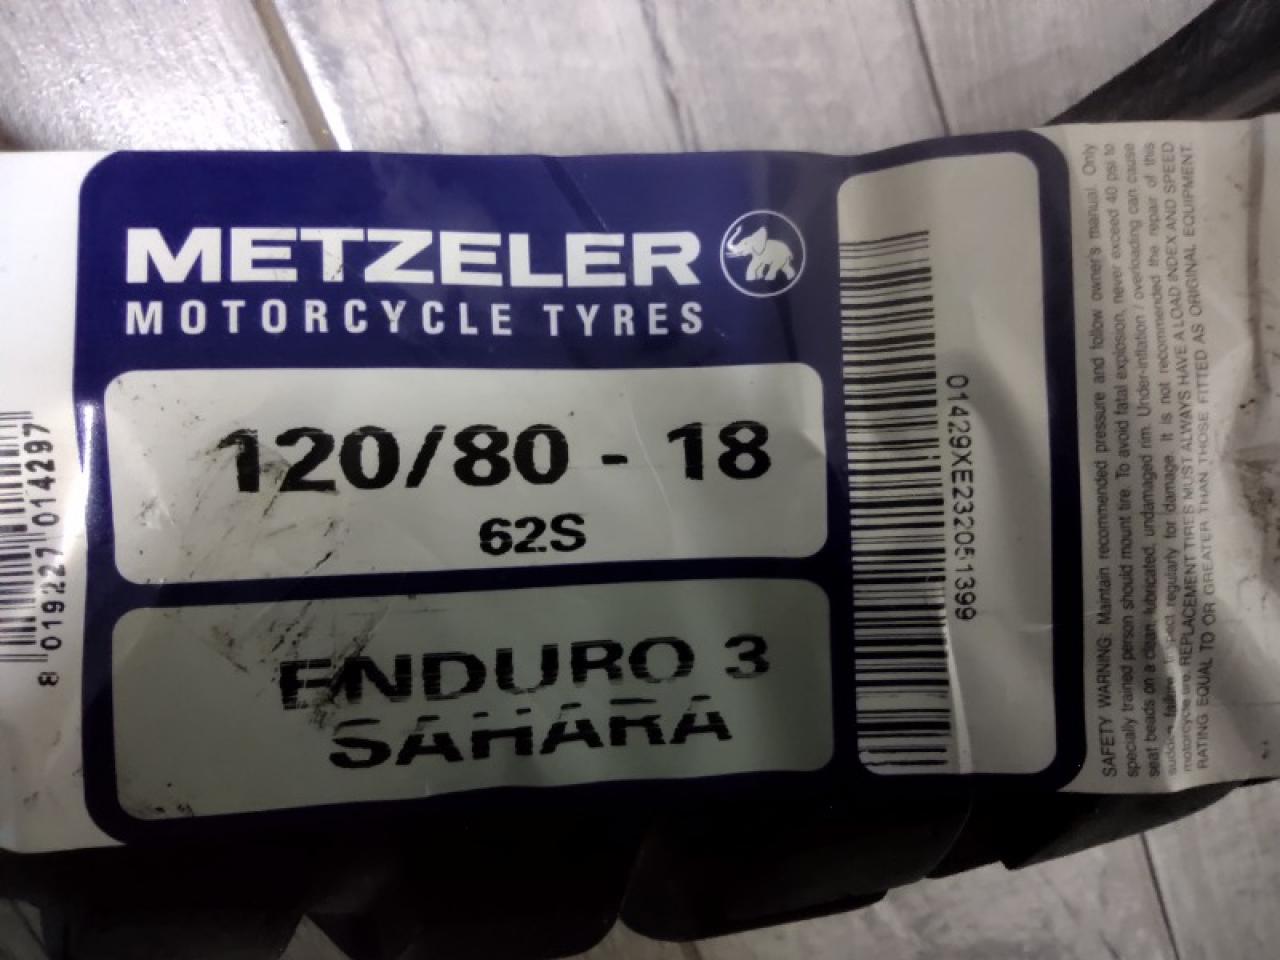 METZELER
MOTORCYCLE TYRES
120/80 - 18
62S
ENDURO 3
SAHARA
8 019227 014297
01429XE232051399
SAFETY WARNING: Maintain recommended pressure and follow owner's manual. Only
specially trained person should mount tire. To avoid fatal explosion, never exceed 40 psi to
seat beads on a clean, lubricated, undamaged rim. Under-inflation / overloading can cause
sudden failure. Inspect regularly for damage. It is not recommended the repair of this
motorcycle tire. REPLACEMENT TIRES MUST ALWAYS HAVE A LOAD INDEX AND SPEED
RATING EQUAL TO OR GREATER THAN THOSE FITTED AS ORIGINAL EQUIPMENT.